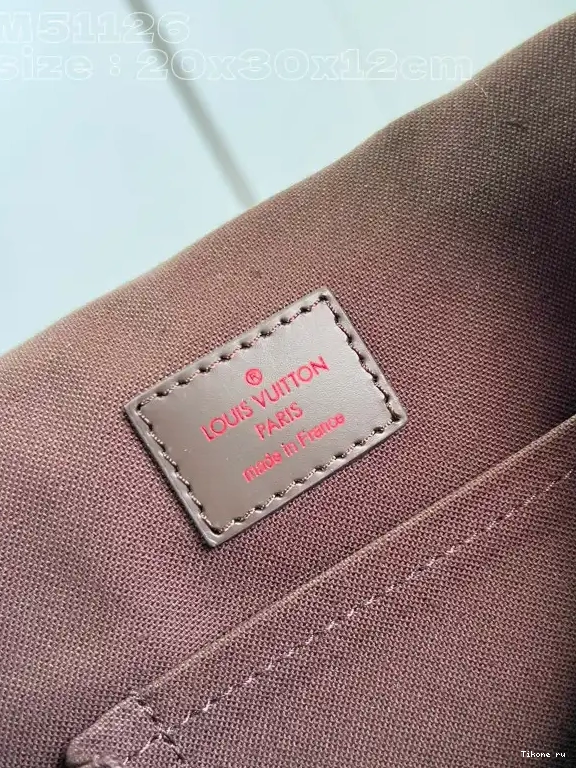 M51126
size : 20x30x12cm
®
LOUIS VUITTON
PARIS
made in France
Tikone ru